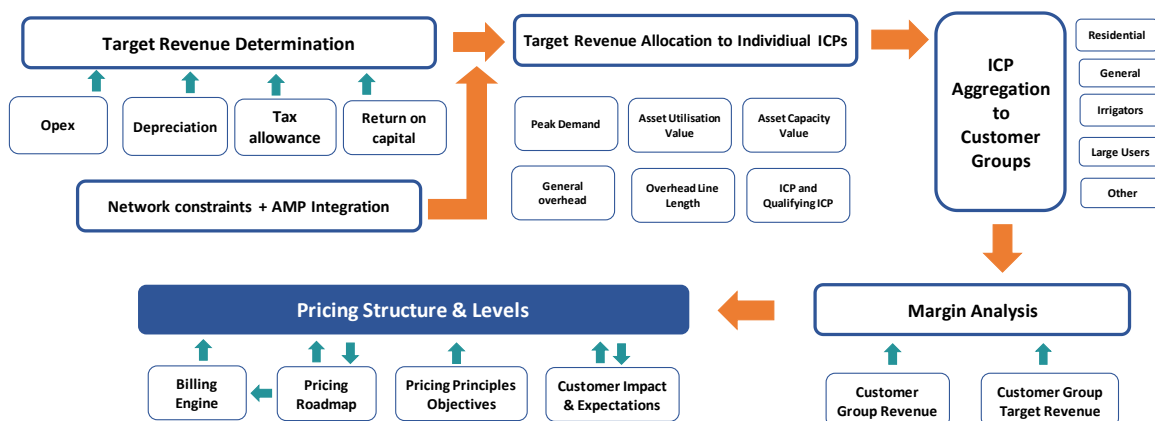 Target Revenue Determination
Opex
Depreciation
Tax
allowance
Return on
capital
Network constraints + AMP Integration
Target Revenue Allocation to Individiual ICPs
Peak Demand
Asset Utilisation
Value
Asset Capacity
Value
General
overhead
Overhead Line
Length
ICP and
Qualifying ICP
ICP
Aggregation
to
Customer
Groups
Residential
General
Irrigators
Large Users
Other
Pricing Structure & Levels
Billing
Engine
Pricing
Roadmap
Pricing Principles
Objectives
Customer Impact
& Expectations
Margin Analysis
Customer
Group Revenue
Customer Group
Target Revenue